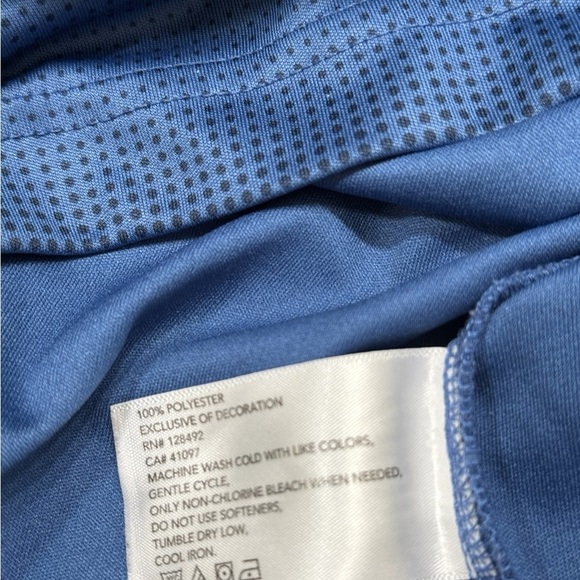 100% POLYESTER
EXCLUSIVE OF DECORATION
RN# 128492
CA# 41097
MACHINE WASH COLD WITH LIKE COLORS,
GENTLE CYCLE,
ONLY NON-CHLORINE BLEACH WHEN NEEDED,
DO NOT USE SOFTENERS,
TUMBLE DRY LOW,
COOL IRON.